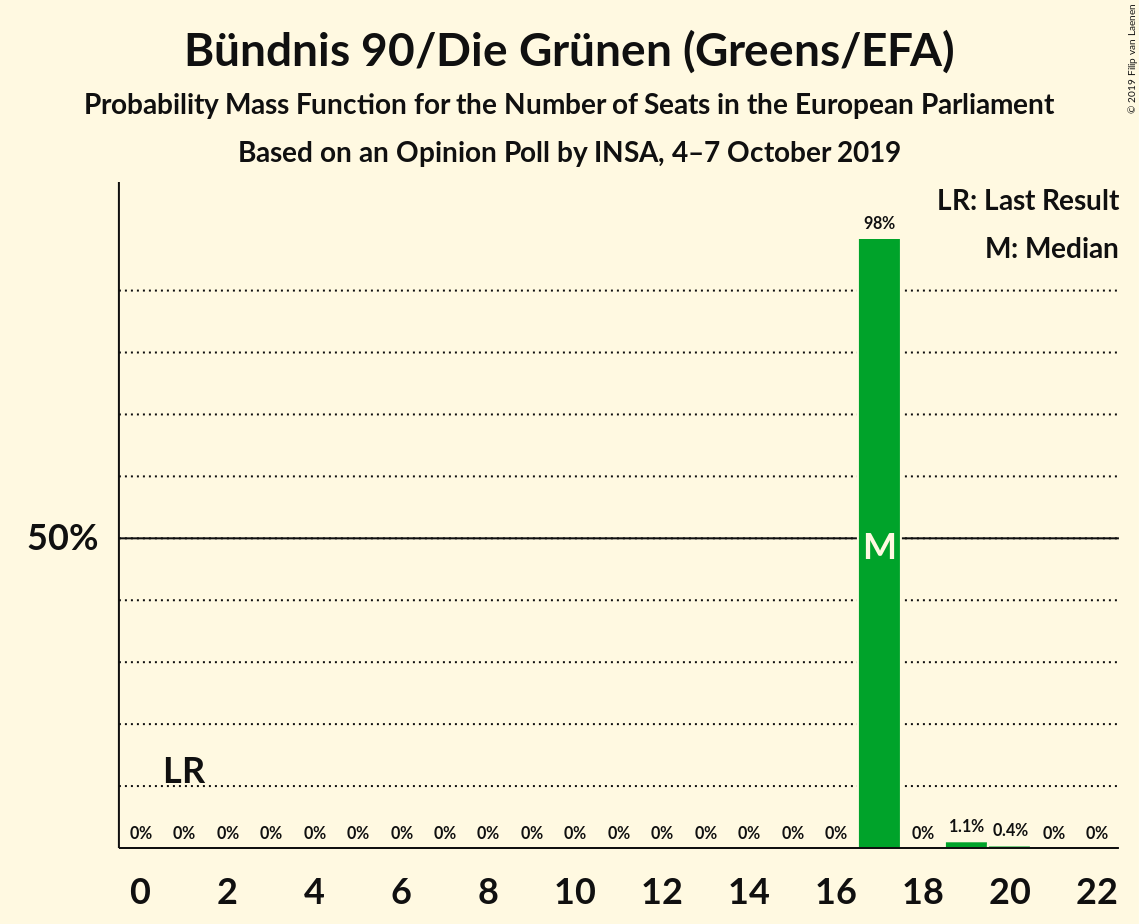 Bündnis 90/Die Grünen (Greens/EFA)
Probability Mass Function for the Number of Seats in the European Parliament
Based on an Opinion Poll by INSA, 4–7 October 2019
© 2019 Filip van Laenen
LR: Last Result
M: Median
98%
50%
M
LR
0% 0% 0% 0% 0% 0% 0% 0% 0% 0% 0% 0% 0% 0% 0% 0% 0% 0% 1.1% 0.4% 0% 0%
0 2 4 6 8 10 12 14 16 18 20 22